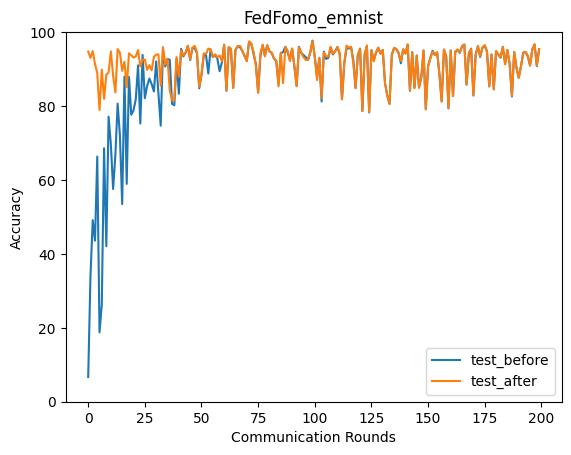 FedFomo_emnist
100
80
60
40
20
0
Accuracy
0 25 50 75 100 125 150 175 200
Communication Rounds
test_before
test_after